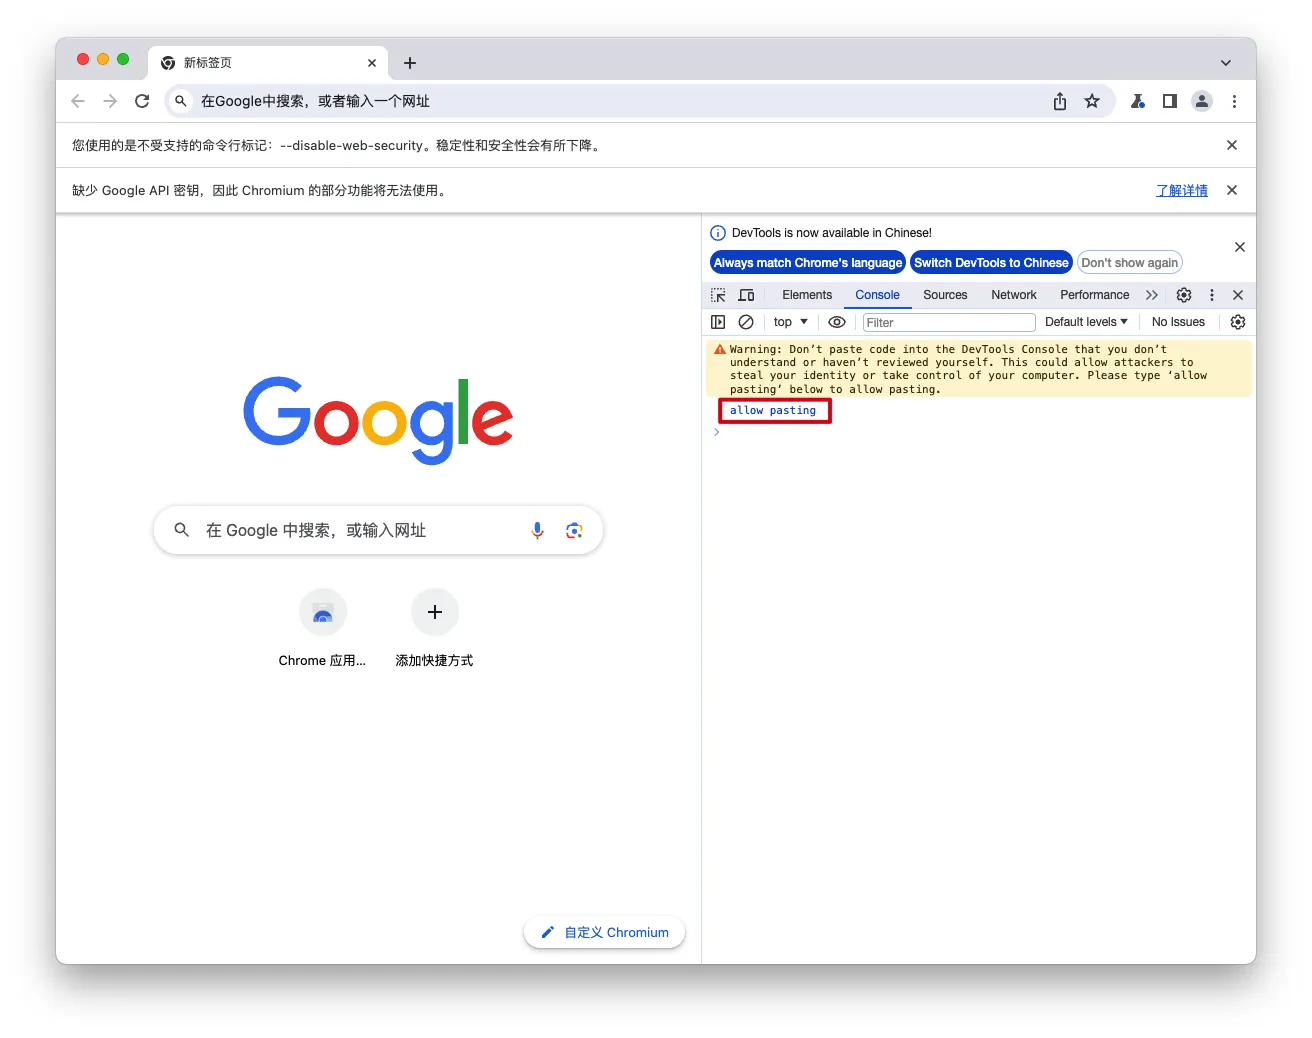 新标签页
在Google中搜索，或者输入一个网址
您使用的是不受支持的命令行标记：--disable-web-security。稳定性和安全性会有所下降。
缺少 Google API 密钥，因此 Chromium 的部分功能将无法使用。
了解详情
Google
在 Google 中搜索，或输入网址
Chrome 应用...
添加快捷方式
自定义 Chromium
DevTools is now available in Chinese!
Always match Chrome's language
Switch DevTools to Chinese
Don't show again
Elements
Console
Sources
Network
Performance
top
Filter
Default levels
No Issues
Warning: Don’t paste code into the DevTools Console that you don’t
understand or haven’t reviewed yourself. This could allow attackers to
steal your identity or take control of your computer. Please type ‘allow
pasting’ below to allow pasting.
allow pasting